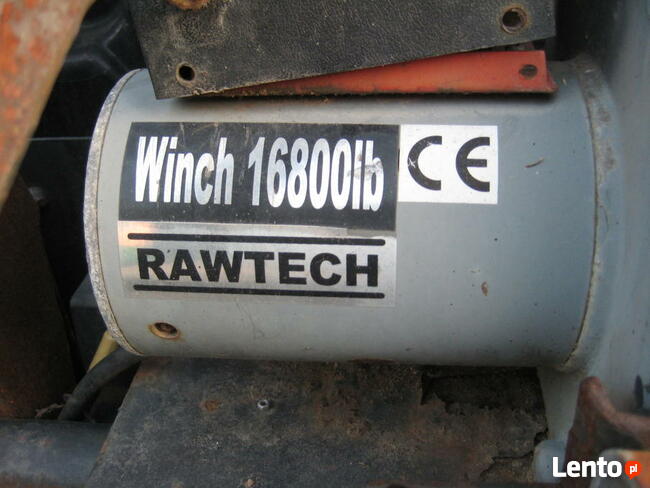 Winch 16800lb
CE
RAWTECH
Lento.pl